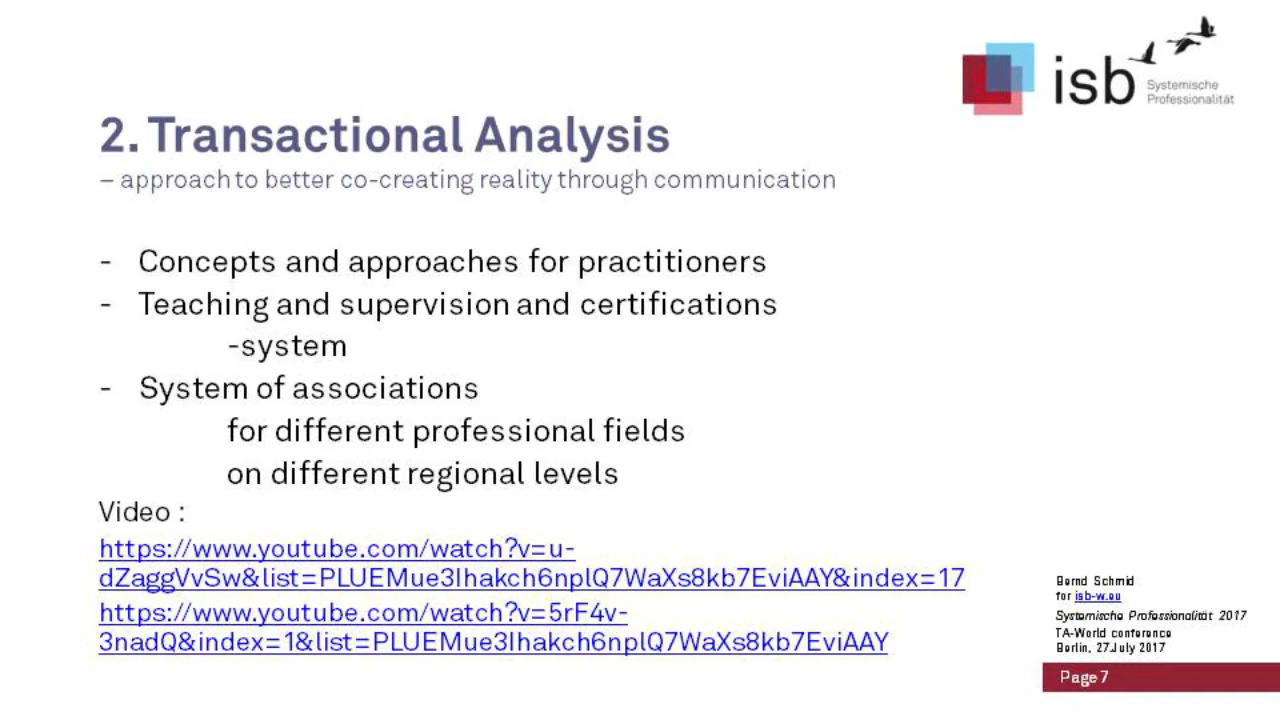 isb Systemische
Professionalität
2. Transactional Analysis
– approach to better co-creating reality through communication
- Concepts and approaches for practitioners
- Teaching and supervision and certifications
-system
- System of associations
for different professional fields
on different regional levels
Video :
https://www.youtube.com/watch?v=u-
dZaggVvSw&list=PLUEMue3Ihakch6nplQ7WaXs8kb7EviAAY&index=17
https://www.youtube.com/watch?v=5rF4v-
3nadQ&index=1&list=PLUEMue3Ihakch6nplQ7WaXs8kb7EviAAY
Bernd Schmid
for isb-w.eu
Systemische Professionalität 2017
TA-World conference
Berlin, 27.July 2017
Page 7